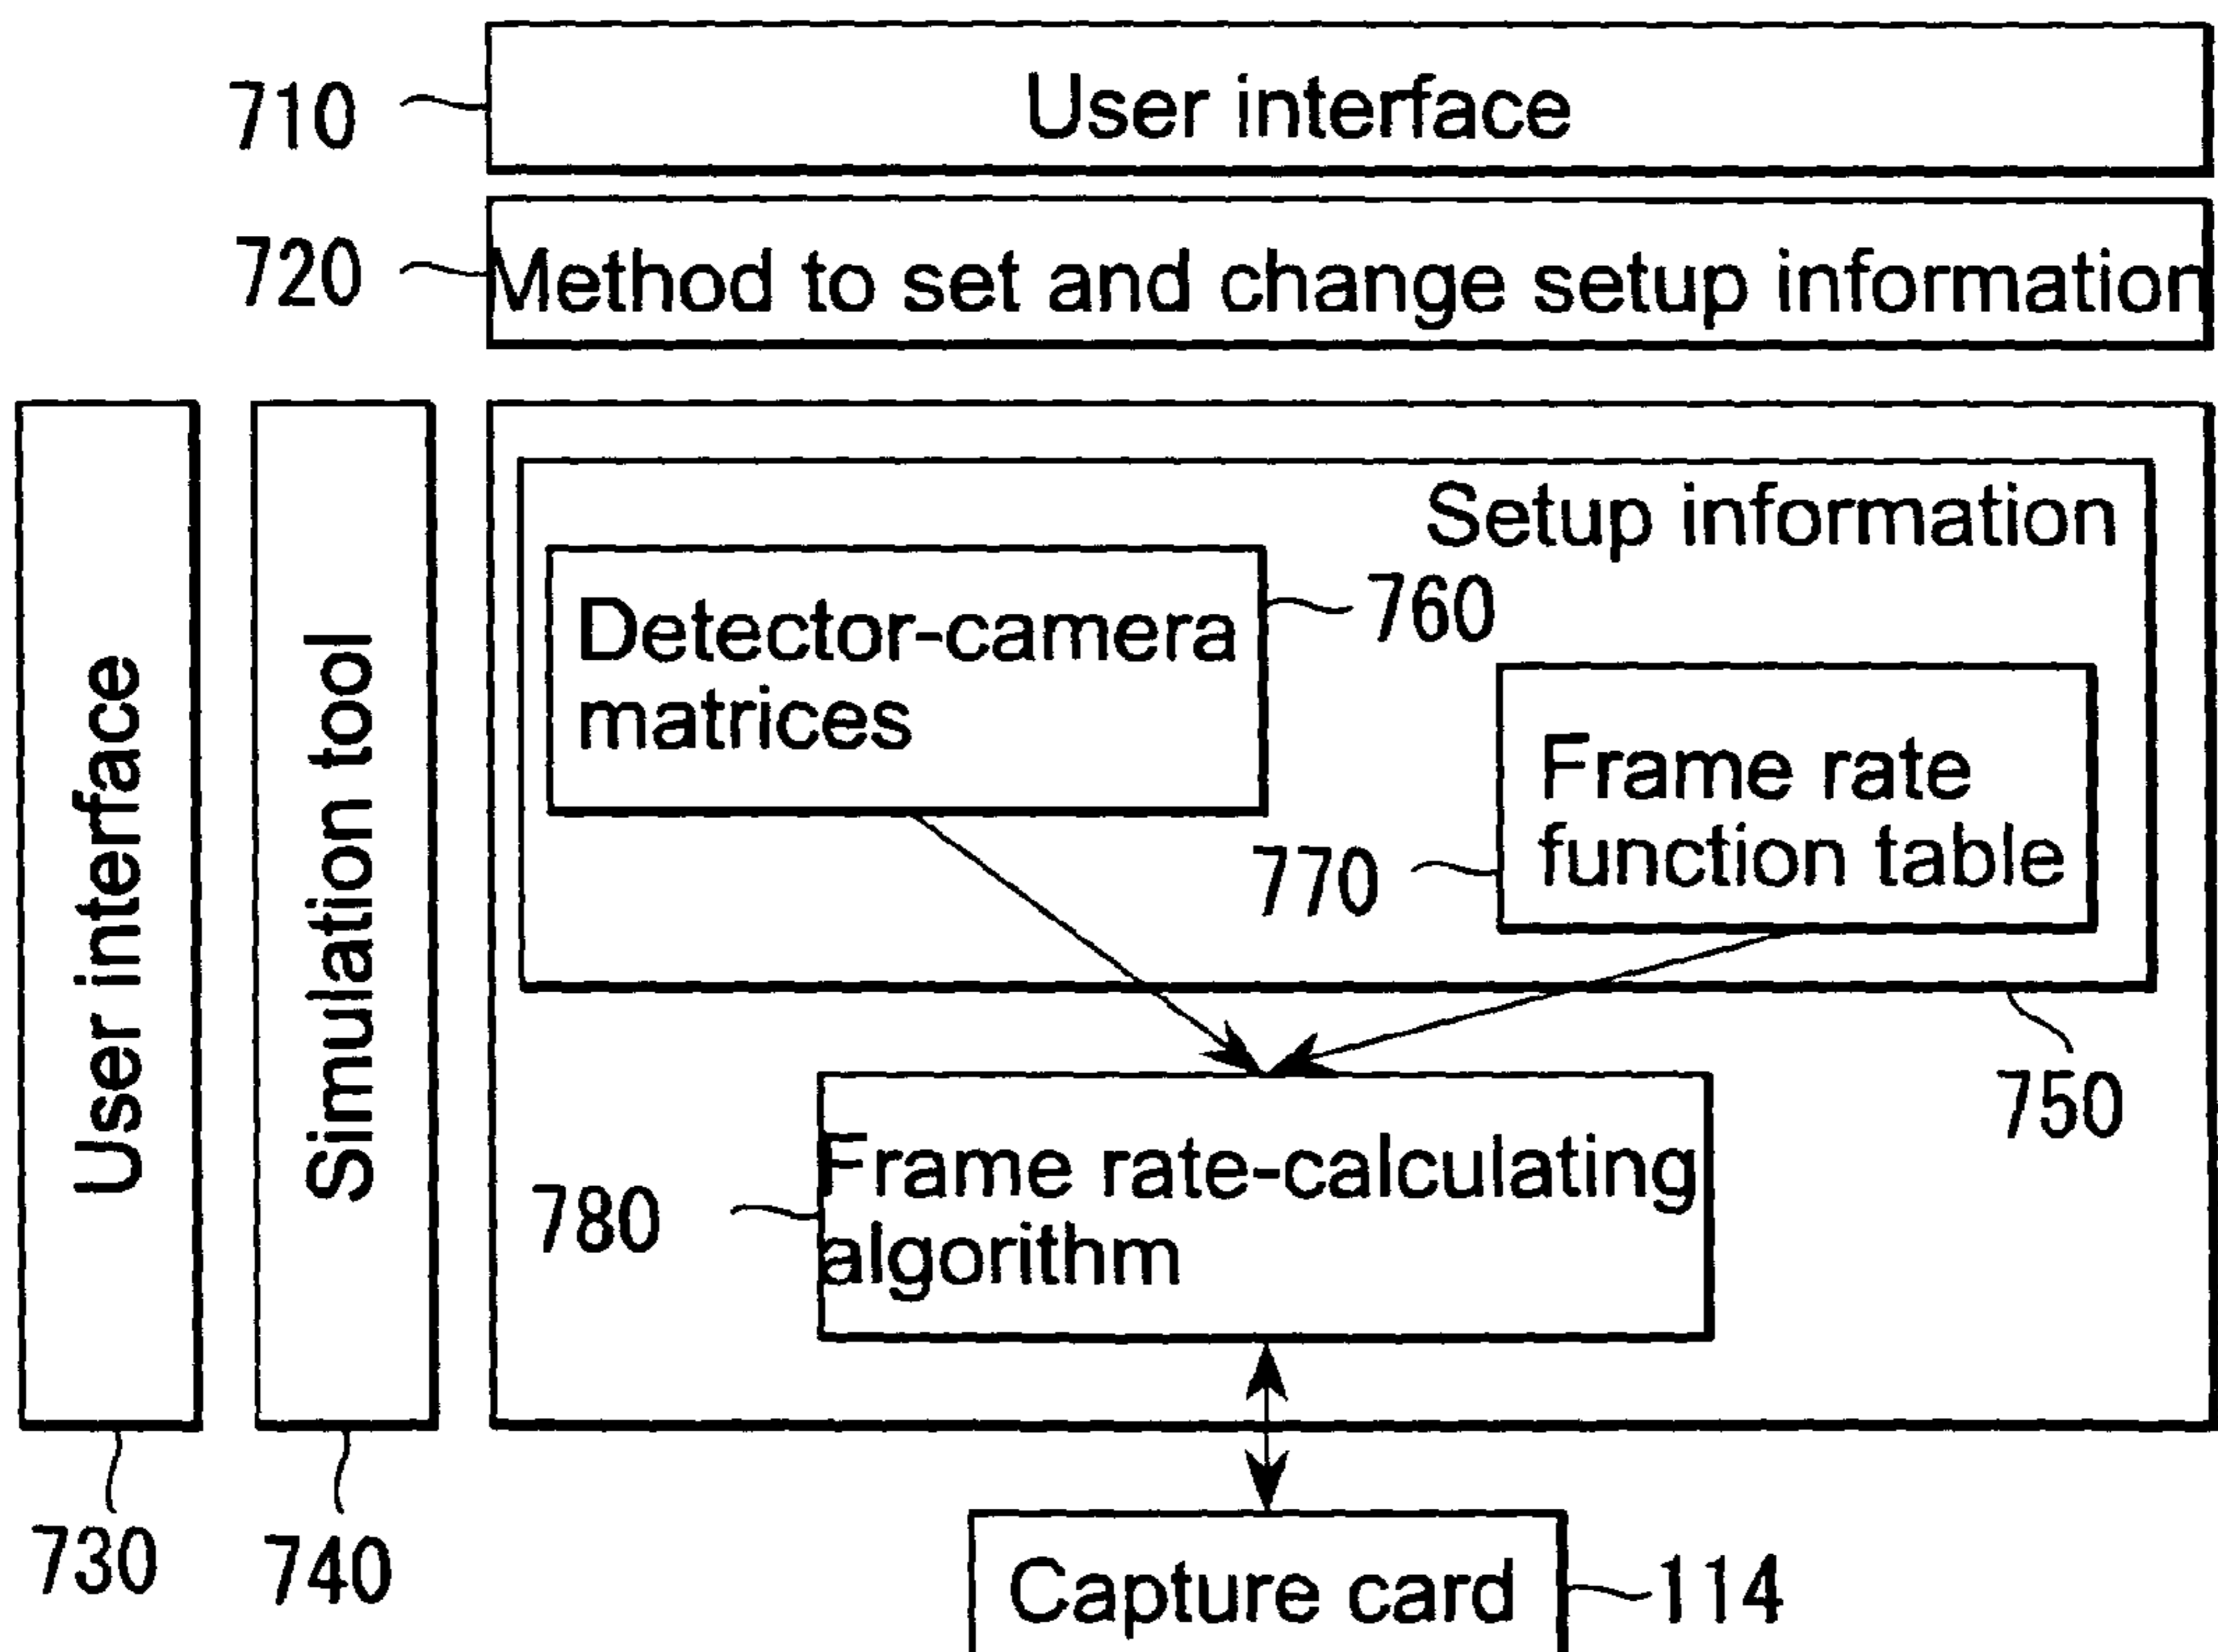 User interface
710
Method to set and change setup information
720
Setup information
Detector-camera
matrices
760
Frame rate
function table
770
750
Frame rate-calculating
algorithm
780
User interface
730
Simulation tool
740
Capture card
114